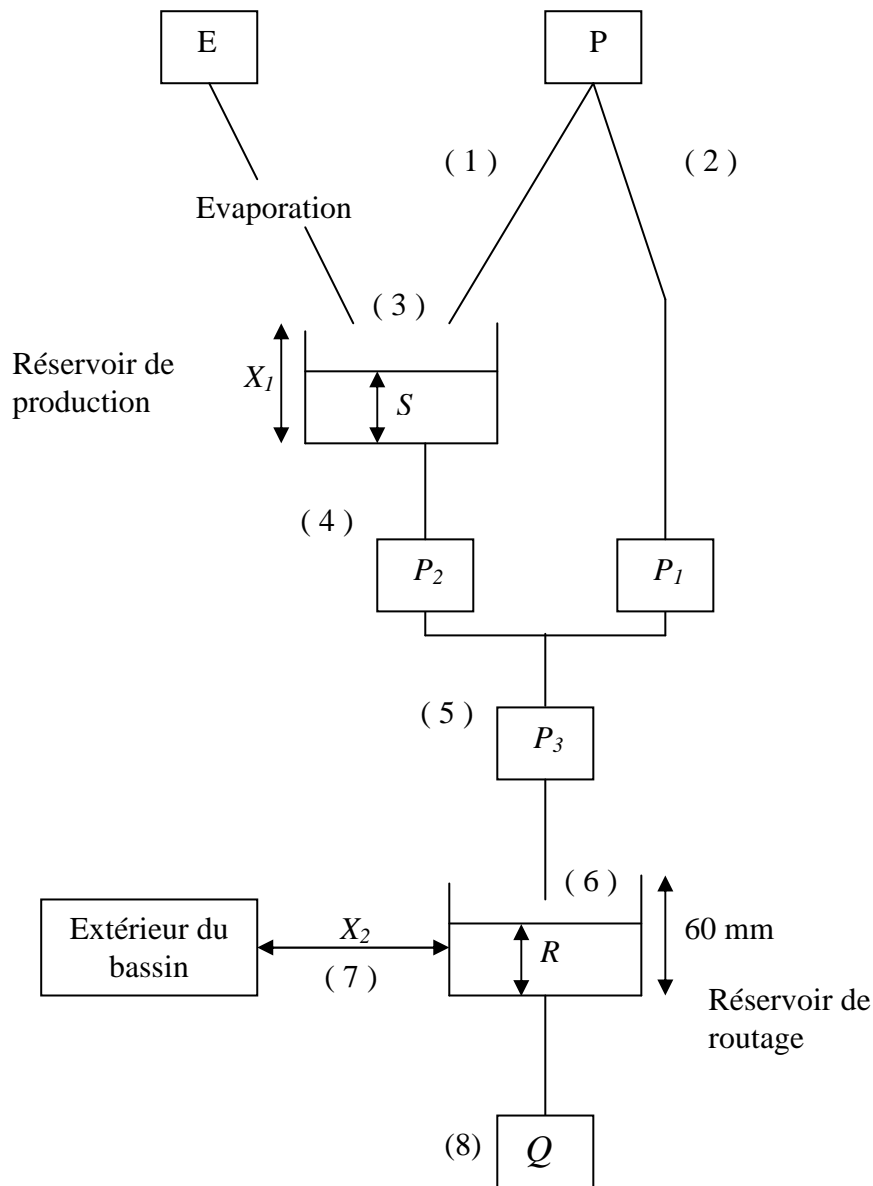 E
P
( 1 )
( 2 )
Evaporation
( 3 )
Réservoir de
production
X1
S
( 4 )
P2
P1
( 5 )
P3
( 6 )
Extérieur du
bassin
X2
( 7 )
R
60 mm
Réservoir de
routage
(8)
Q